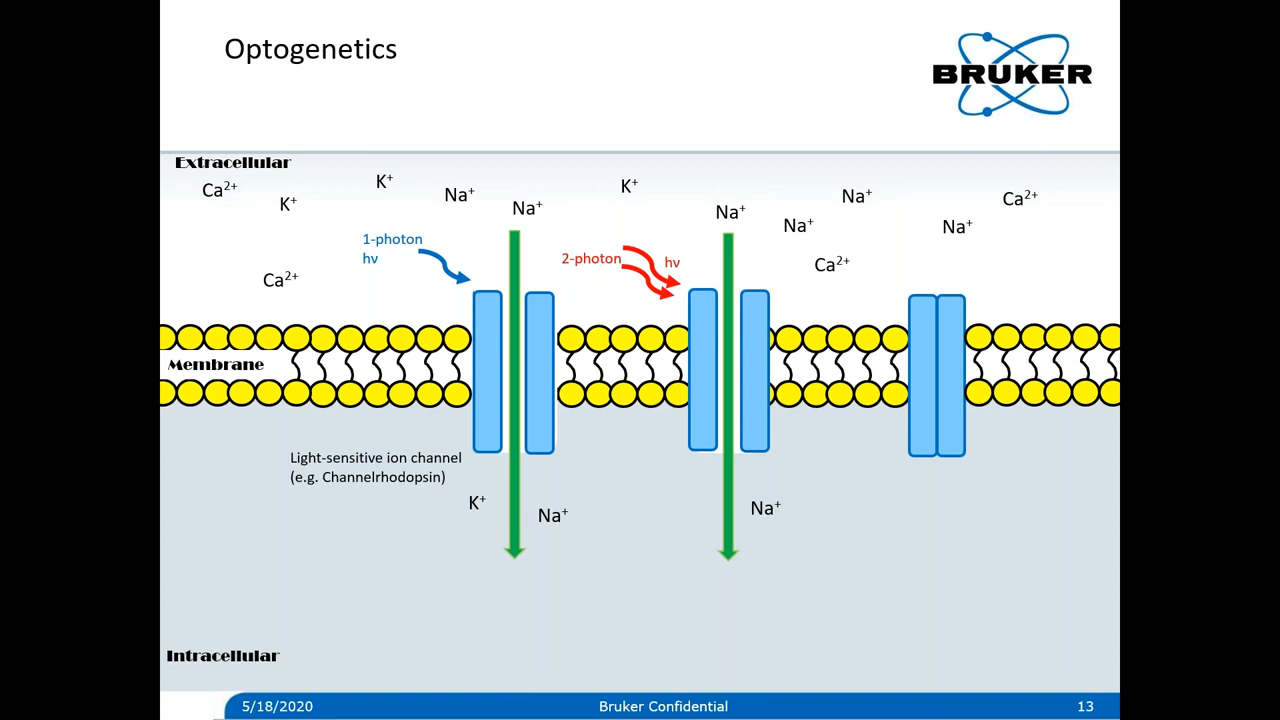 Optogenetics
BRUKER
Extracellular
Ca²⁺
K⁺
K⁺
Na⁺
Na⁺
K⁺
Na⁺
Na⁺
Na⁺
Na⁺
Ca²⁺
Ca²⁺
Ca²⁺
1-photon
hν
2-photon
hν
Membrane
Light-sensitive ion channel
(e.g. Channelrhodopsin)
K⁺
Na⁺
Na⁺
Intracellular
5/18/2020
Bruker Confidential
13